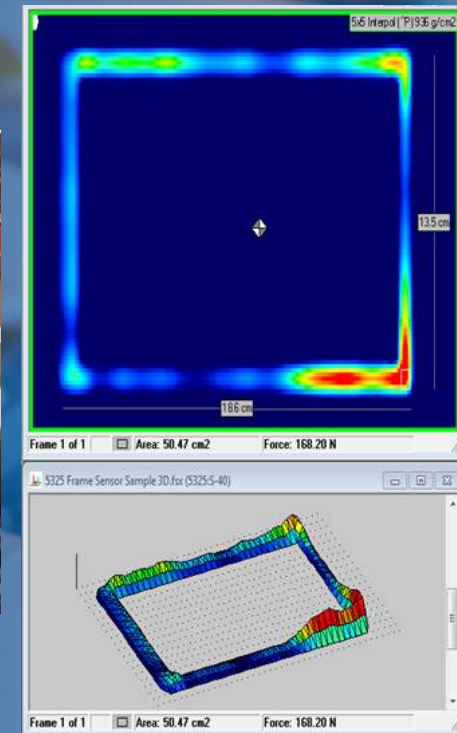 5x5 Interpol (^P) 936 g/cm2
13.5 cm
18.6 cm
Frame 1 of 1 Area: 50.47 cm2 Force: 168.20 N
5325 Frame Sensor Sample 3D.fsx (5325:S-40)
Frame 1 of 1 Area: 50.47 cm2 Force: 168.20 N